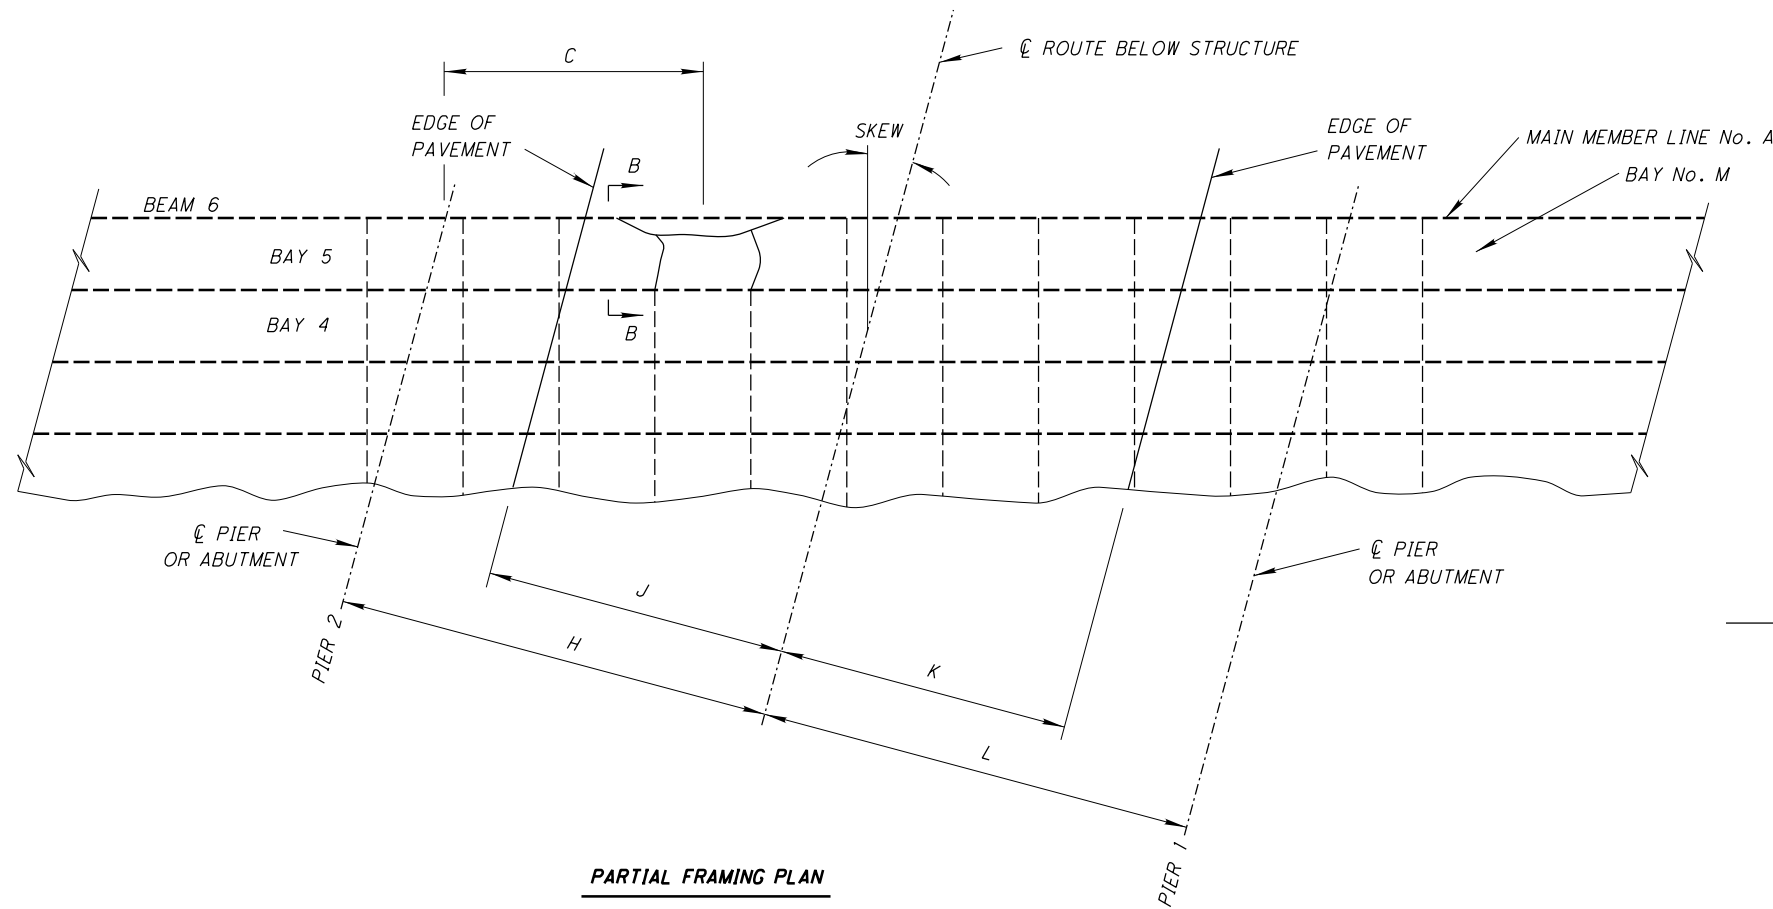 C
℄ ROUTE BELOW STRUCTURE
EDGE OF
PAVEMENT
SKEW
EDGE OF
PAVEMENT
MAIN MEMBER LINE No. A
BAY No. M
B
BEAM 6
BAY 5
BAY 4
B
℄ PIER
OR ABUTMENT
℄ PIER
OR ABUTMENT
J
H
K
L
PIER 2
PIER 1
PARTIAL FRAMING PLAN